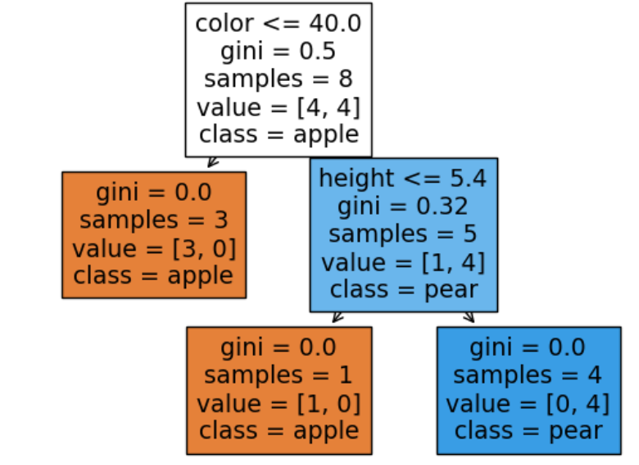 color <= 40.0
gini = 0.5
samples = 8
value = [4, 4]
class = apple
gini = 0.0
samples = 3
value = [3, 0]
class = apple
height <= 5.4
gini = 0.32
samples = 5
value = [1, 4]
class = pear
gini = 0.0
samples = 1
value = [1, 0]
class = apple
gini = 0.0
samples = 4
value = [0, 4]
class = pear